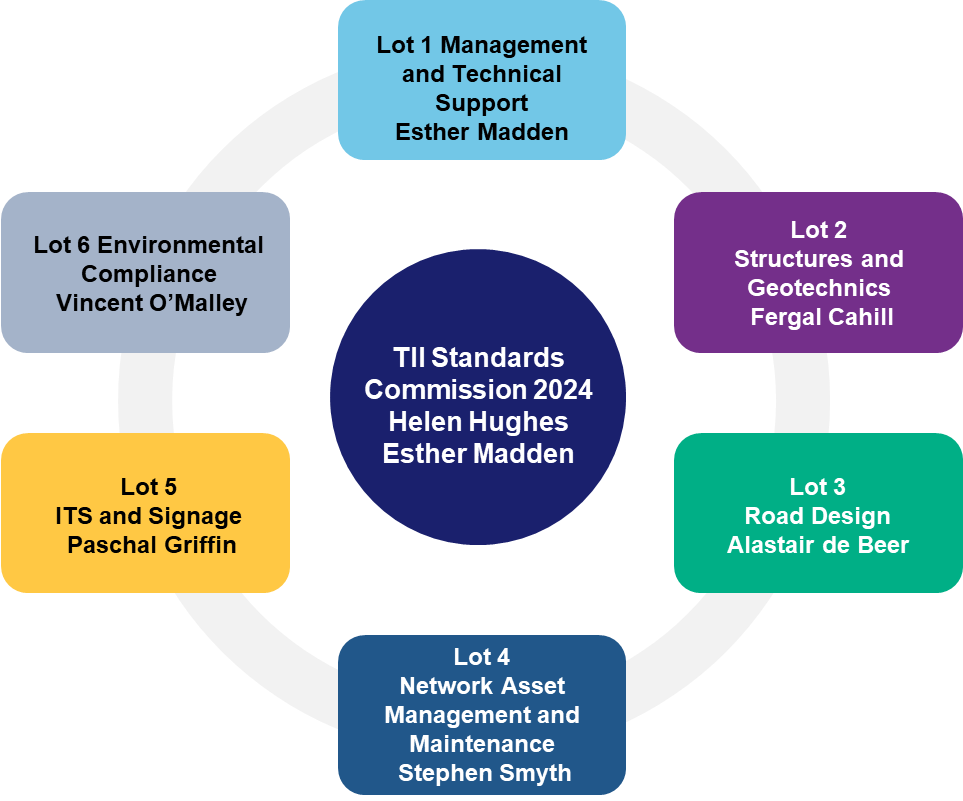 Lot 1 Management
and Technical
Support
Esther Madden
Lot 2
Structures and
Geotechnics
Fergal Cahill
Lot 3
Road Design
Alastair de Beer
Lot 4
Network Asset
Management and
Maintenance
Stephen Smyth
Lot 5
ITS and Signage
Paschal Griffin
Lot 6 Environmental
Compliance
Vincent O’Malley
TII Standards
Commission 2024
Helen Hughes
Esther Madden